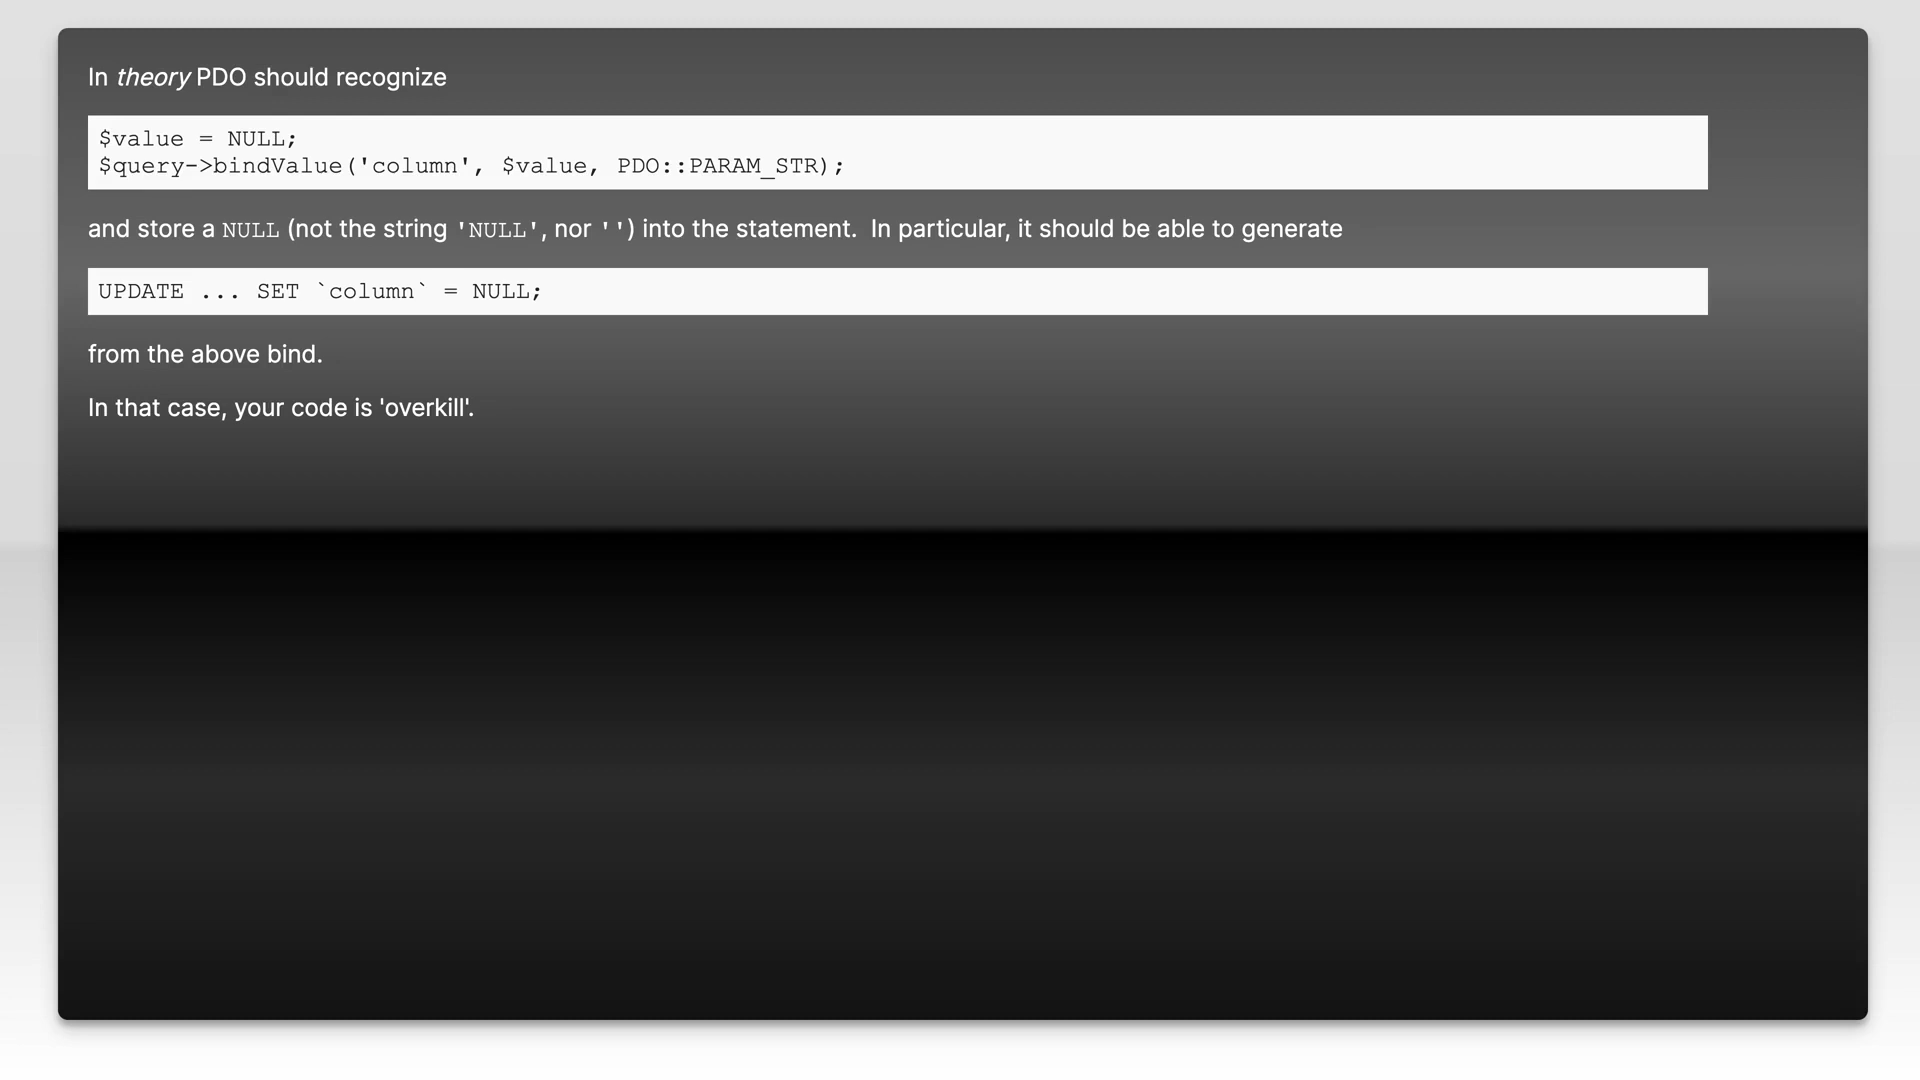 In theory PDO should recognize
$value = NULL;
$query->bindValue('column', $value, PDO::PARAM_STR);
and store a NULL (not the string 'NULL', nor '') into the statement.  In particular, it should be able to generate
UPDATE ... SET `column` = NULL;
from the above bind.
In that case, your code is 'overkill'.